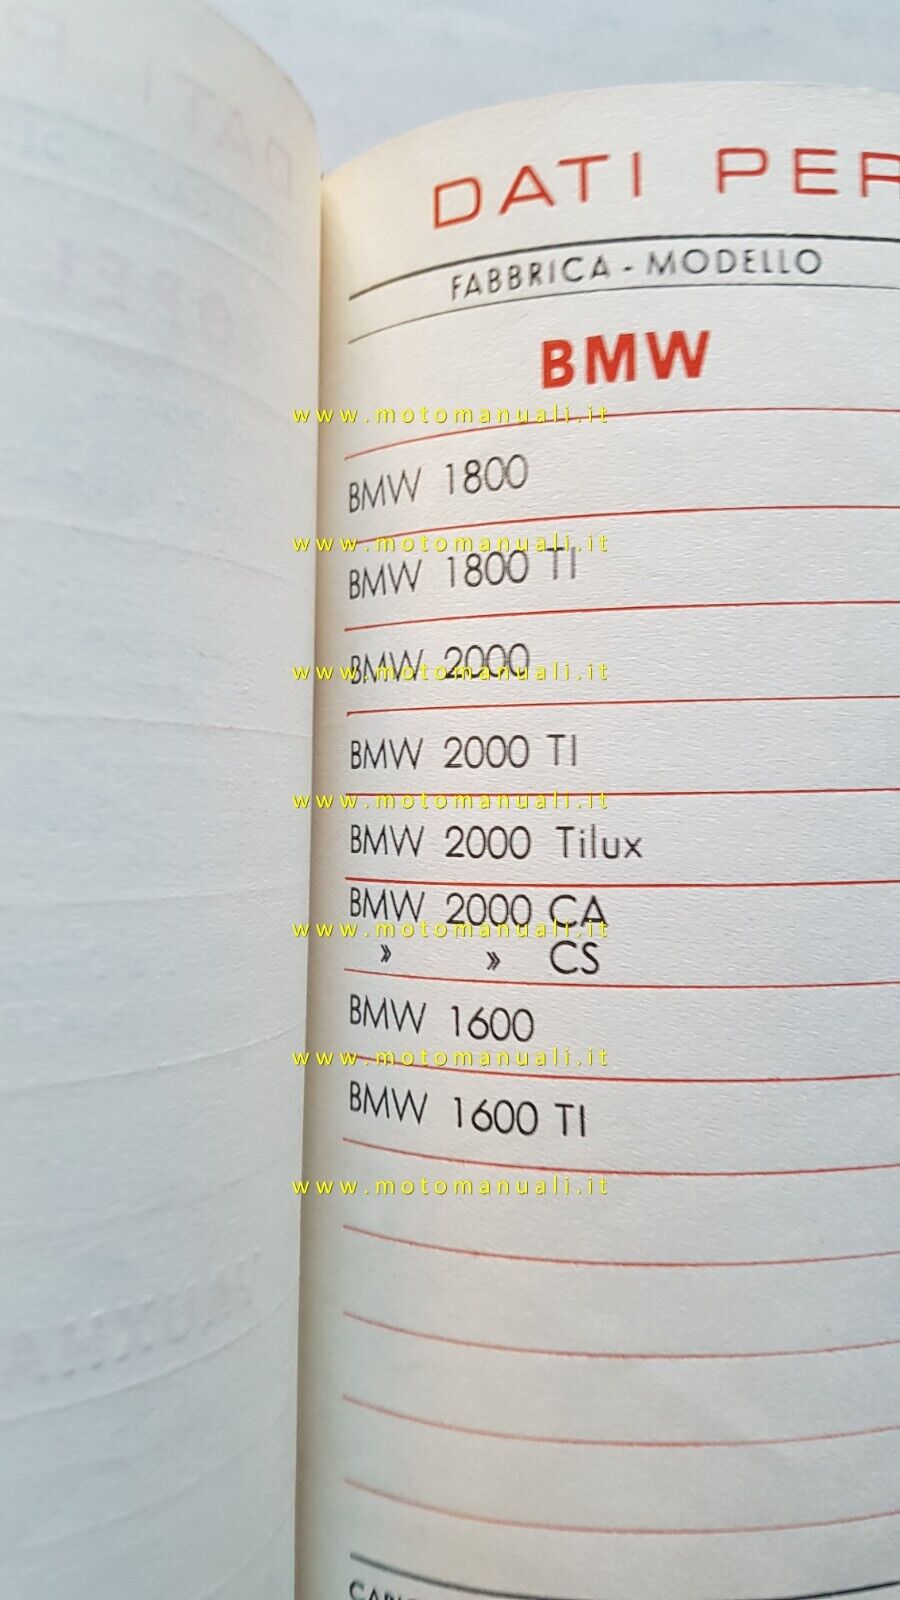 DATI PER
FABBRICA - MODELLO
BMW
www.motomanuali.it
BMW 1800
www.motomanuali.it
BMW 1800 TI
BMW 2000
www.motomanuali.it
BMW 2000 TI
www.motomanuali.it
BMW 2000 Tilux
BMW 2000 CA
www.motomanuali.it
» » CS
BMW 1600
www.motomanuali.it
BMW 1600 TI
www.motomanuali.it